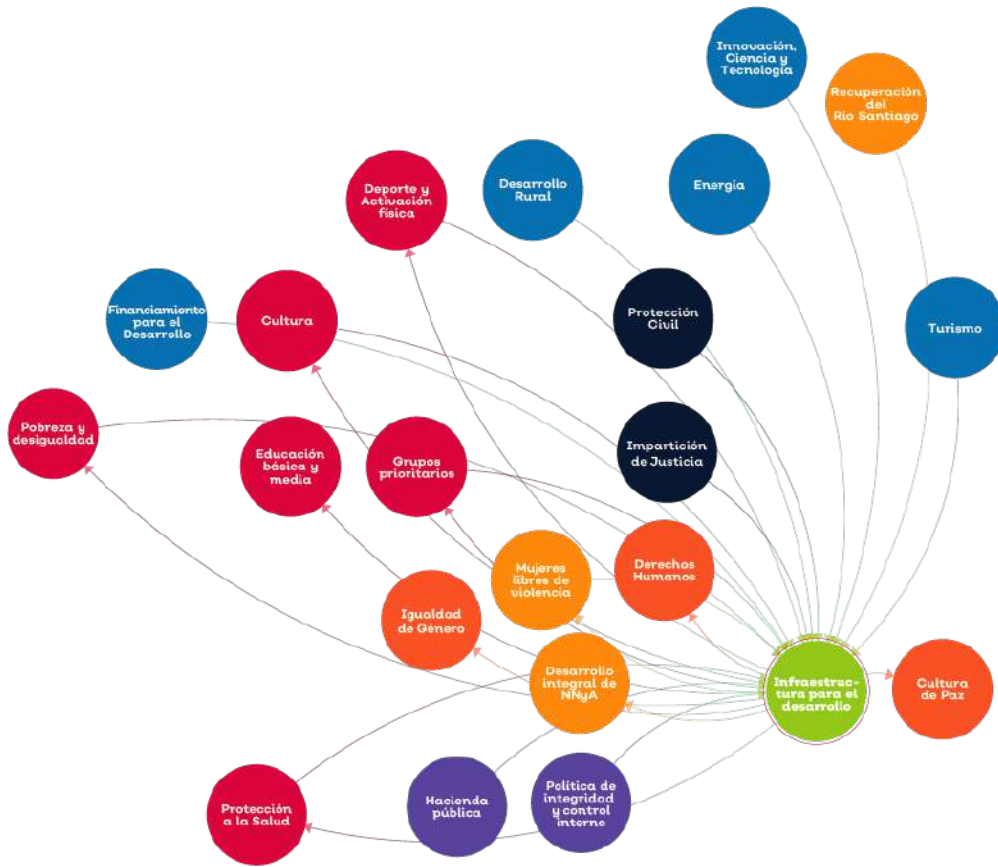 Innovación,
Ciencia y
Tecnología
Recuperación
del
Río Santiago
Deporte y
Activación
física
Desarrollo
Rural
Energía
Financiamiento
para el
Desarrollo
Cultura
Protección
Civil
Turismo
Pobreza y
desigualdad
Educación
básica y
media
Grupos
prioritarios
Impartición
de Justicia
Mujeres
libres de
violencia
Derechos
Humanos
Igualdad
de Género
Desarrollo
integral de
NNyA
Infraestruc-
tura para el
desarrollo
Cultura
de Paz
Protección
a la Salud
Hacienda
pública
Política de
integridad
y control
interno